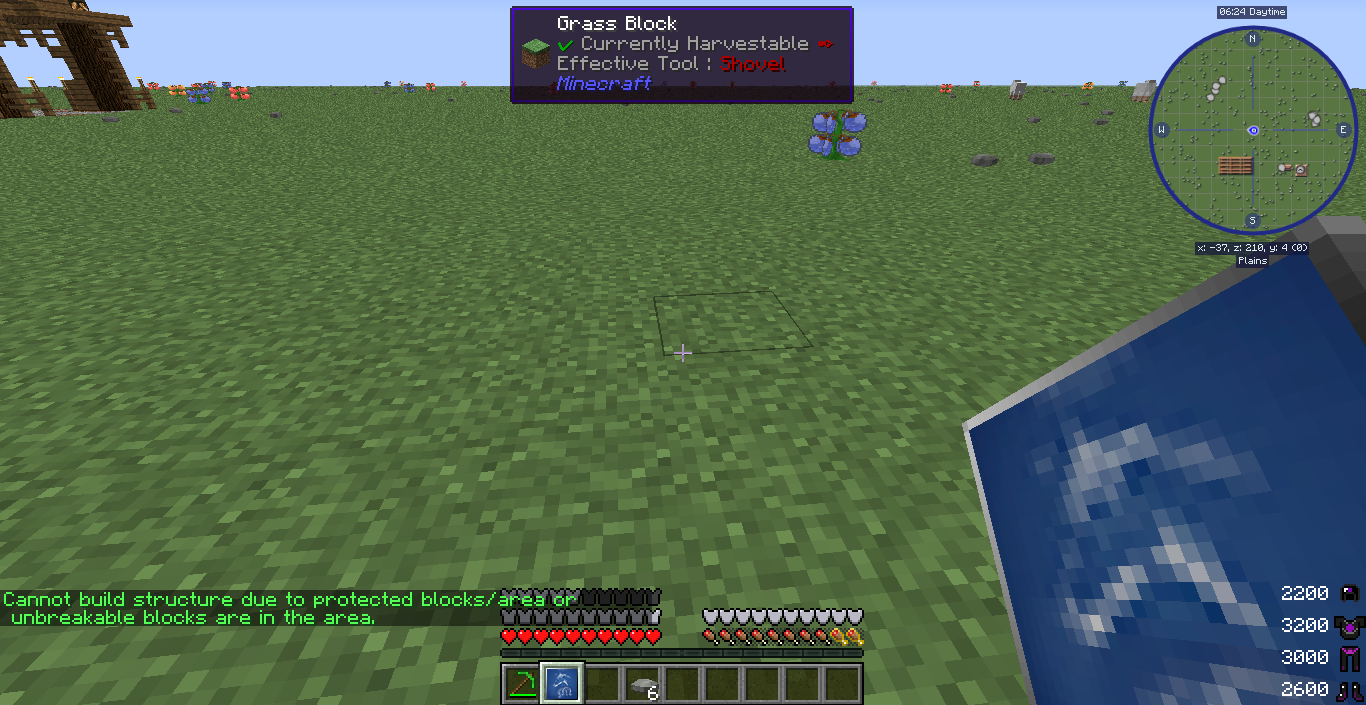 Grass Block
✔ Currently Harvestable
Effective Tool : Shovel
Minecraft
06:24 Daytime
N
W
E
S
x: -37, z: 210, y: 4 (0)
Plains
Cannot build structure due to protected blocks/area or
unbreakable blocks are in the area.
2200
3200
3000
2600
6